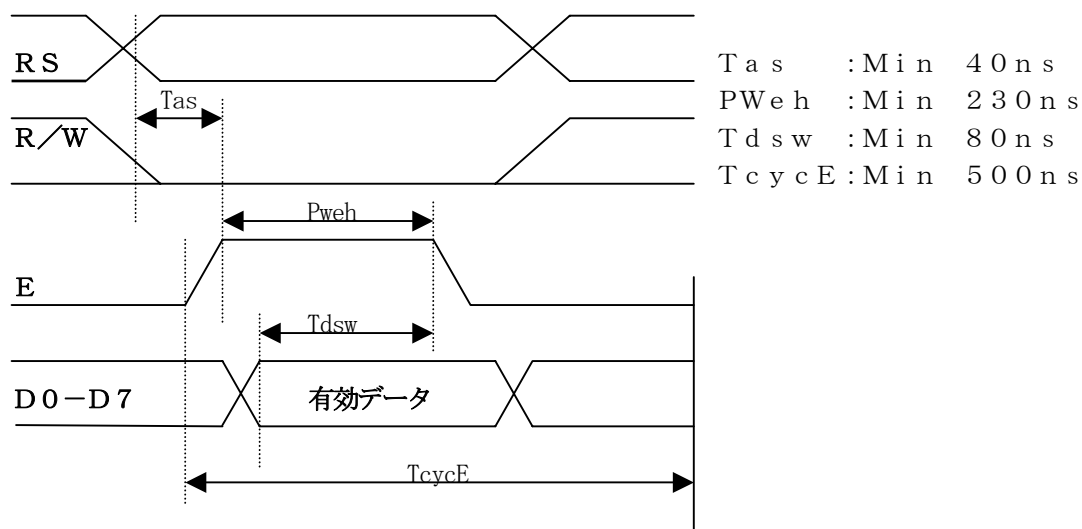 ＲＳ
Ｔａｓ　　：Ｍｉｎ　４０ｎｓ
ＰＷｅｈ　：Ｍｉｎ　２３０ｎｓ
Ｔｄｓｗ　：Ｍｉｎ　８０ｎｓ
ＴｃｙｃＥ：Ｍｉｎ　５００ｎｓ
Tas
Ｒ／Ｗ
Pweh
Ｅ
Tdsw
Ｄ０－Ｄ７
有効データ
TcycE